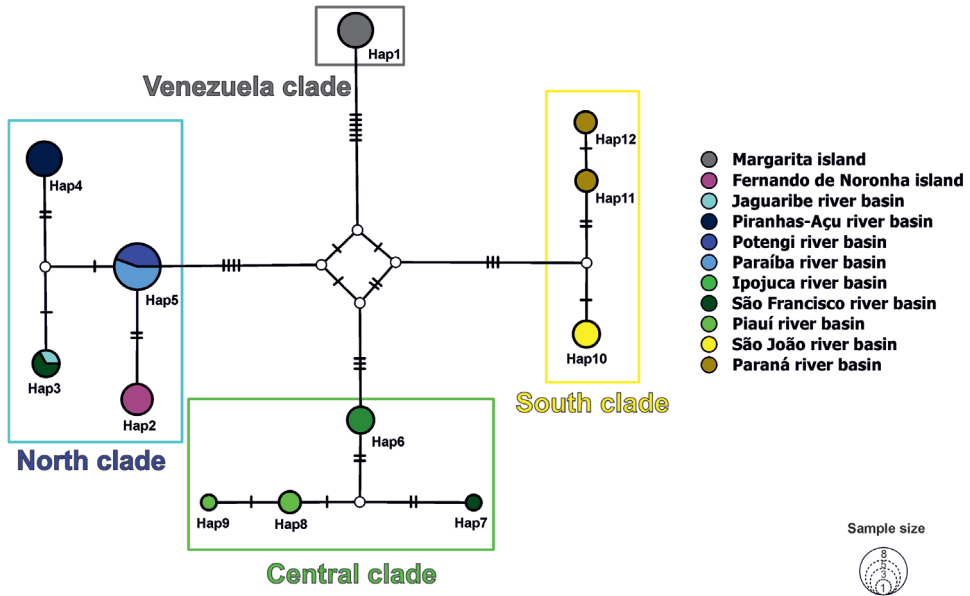 Hap1
Venezuela clade
Hap12
Hap4
Hap11
Hap5
Hap10
Hap3
Hap2
South clade
North clade
Hap6
Hap9
Hap8
Hap7
Central clade
Margarita island
Fernando de Noronha island
Jaguaribe river basin
Piranhas-Açu river basin
Potengi river basin
Paraíba river basin
Ipojuca river basin
São Francisco river basin
Piauí river basin
São João river basin
Paraná river basin
Sample size
8
3
1